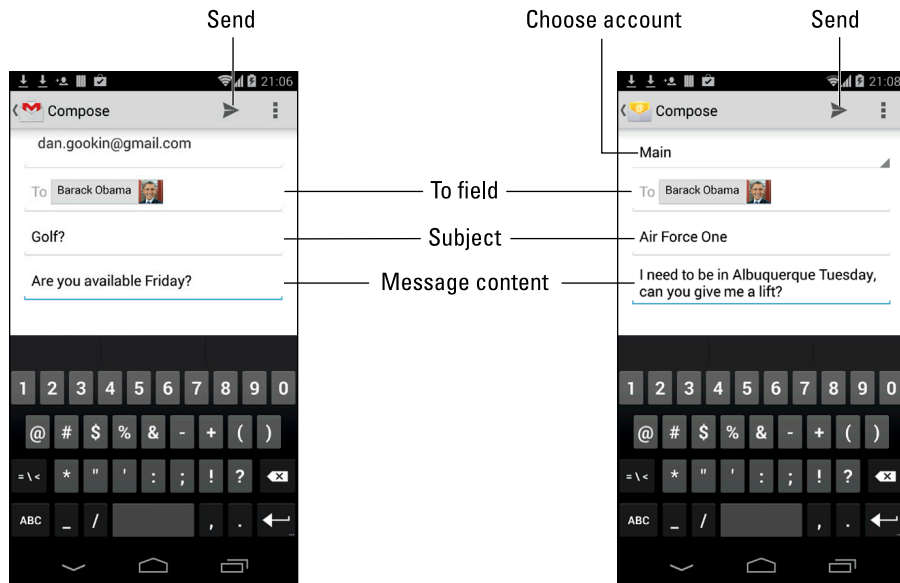 Send
Choose account
Send
21:06
21:08
Compose
Compose
dan.gookin@gmail.com
Main
To Barack Obama
To field
To Barack Obama
Golf?
Subject
Air Force One
Are you available Friday?
Message content
I need to be in Albuquerque Tuesday,
can you give me a lift?
1 2 3 4 5 6 7 8 9 0
1 2 3 4 5 6 7 8 9 0
@ # $ % & - + ( )
@ # $ % & - + ( )
= \ < * " ' : ; ! ?
= \ < * " ' : ; ! ?
ABC _ / , . ...
ABC _ / , . ...